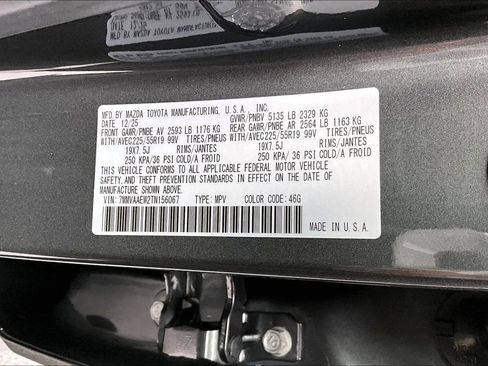 MFD. BY MAZDA TOYOTA MANUFACTURING, U.S.A., INC.
DATE 12/25 GVWR/PNBV 5135 LB 2329 KG
FRONT GAWR/PNBE AV 2593 LB 1176 KG REAR GAWR/PNBE AR 2564 LB 1163 KG
WITH/AVEC225/55R19 99V TIRES/PNEUS WITH/AVEC225/55R19 99V TIRES/PNEUS
19X7.5J RIMS/JANTES 19X7.5J RIMS/JANTES
250 KPA/36 PSI COLD/A FROID 250 KPA/36 PSI COLD/A FROID
THIS VEHICLE CONFORMS TO ALL APPLICABLE FEDERAL MOTOR VEHICLE
SAFETY/CRASH AND THEFT PREVENTION STANDARDS IN EFFECT ON THE DATE OF
MANUFACTURE SHOWN ABOVE.
VIN: 7MMVAAEW2TN156067 TYPE: MPV COLOR CODE: 46G
MADE IN U.S.A.